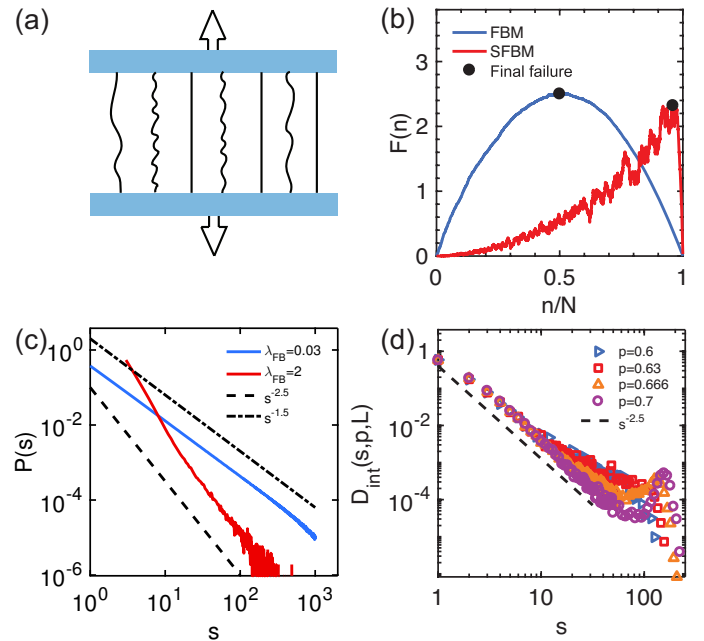 (a)
(b)
FBM
SFBM
Final failure
F(n)
3
2
1
0
0
0.5
1
n/N
(c)
λFB=0.03
λFB=2
s^-2.5
s^-1.5
P(s)
10^0
10^-2
10^-4
10^-6
10^0
10^1
10^2
10^3
s
(d)
p=0.6
p=0.63
p=0.666
p=0.7
s^-2.5
Dint(s,p,L)
1
10^-2
10^-4
1
10
100
s